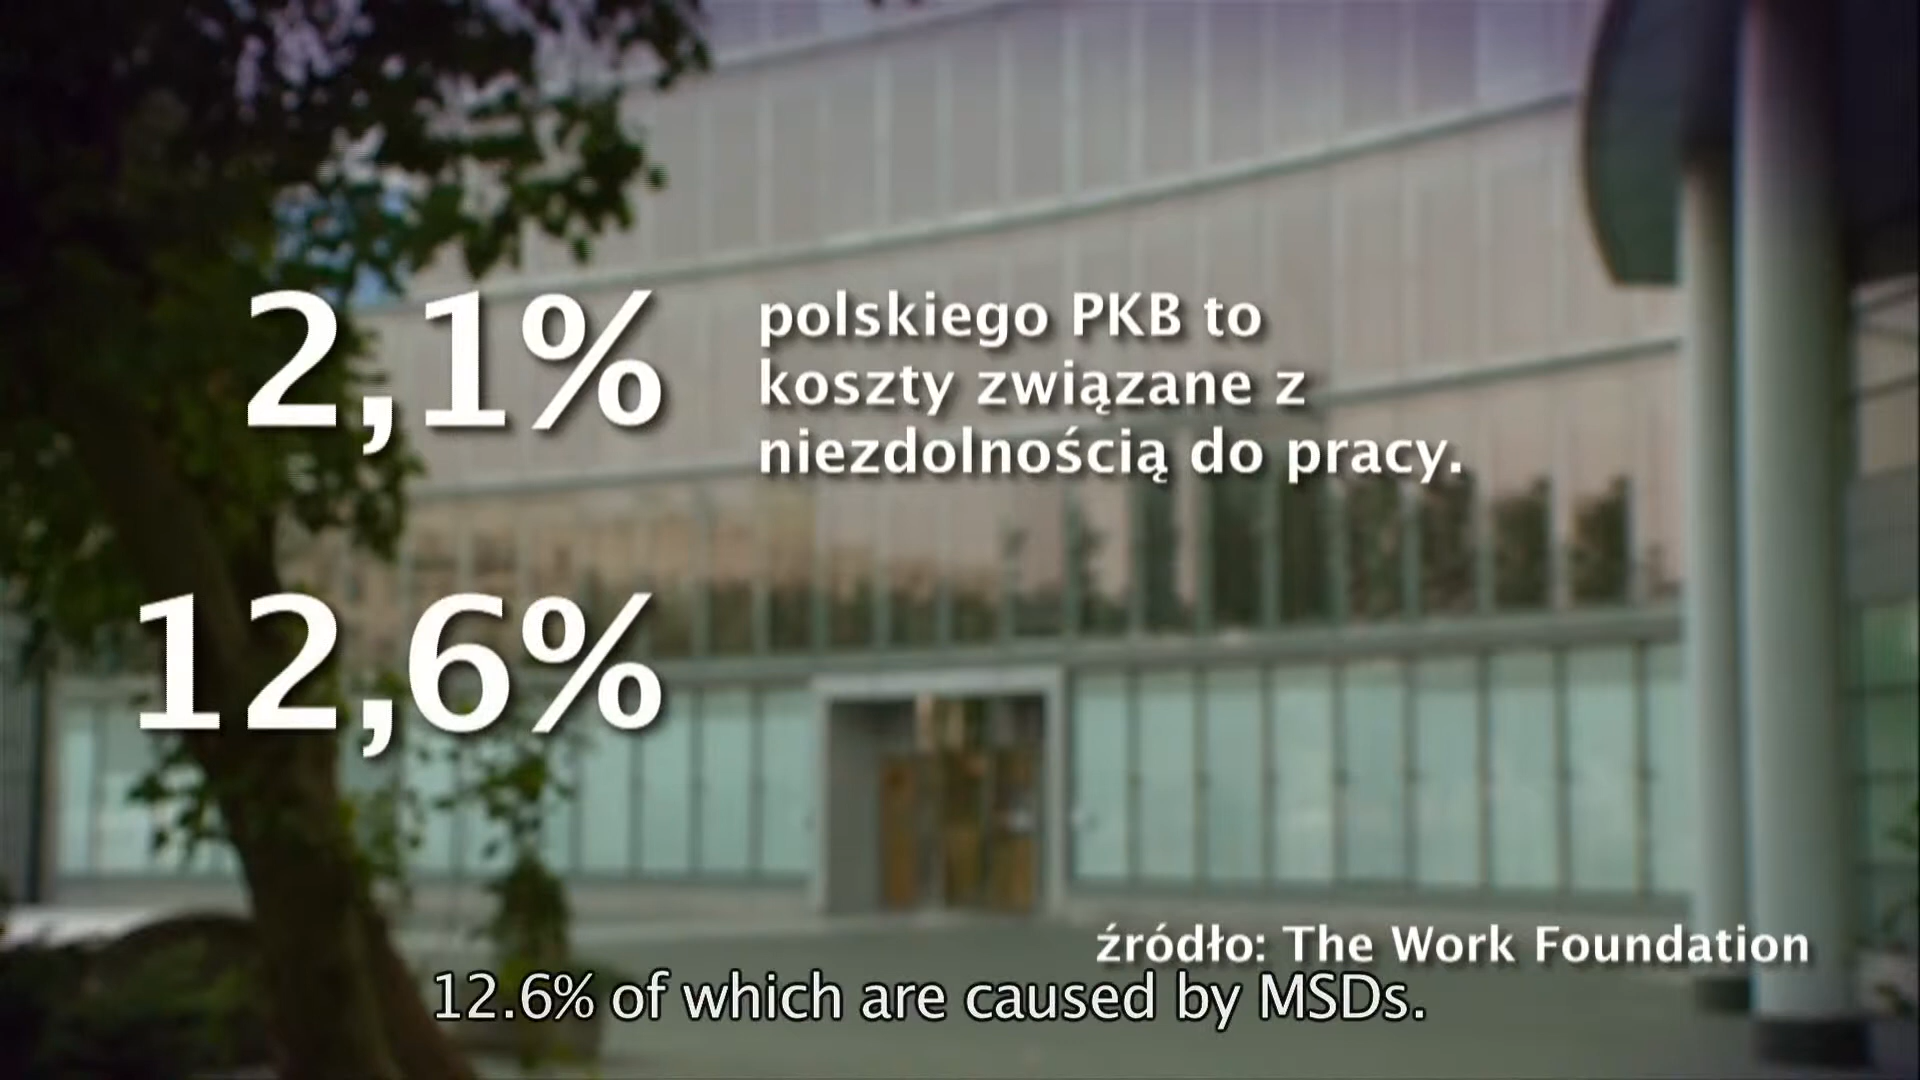 2,1%
polskiego PKB to
koszty związane z
niezdolnością do pracy.
12,6%
źródło: The Work Foundation
12.6% of which are caused by MSDs.